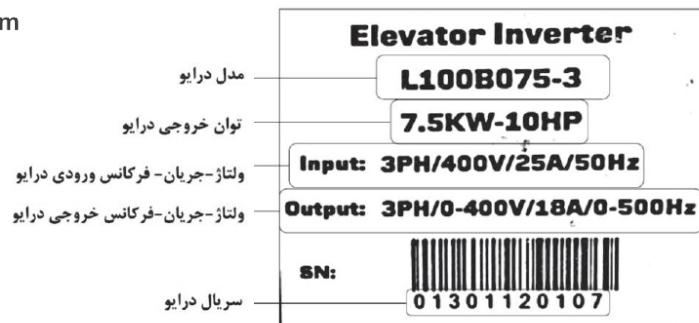 m
Elevator Inverter
مدل درایو
L100B075-3
توان خروجی درایو
7.5KW-10HP
ولتاژ-جریان- فرکانس ورودی درایو
Input: 3PH/400V/25A/50Hz
ولتاژ-جریان-فرکانس خروجی درایو
Output: 3PH/0-400V/18A/0-500Hz
SN:
سریال درایو
01301120107